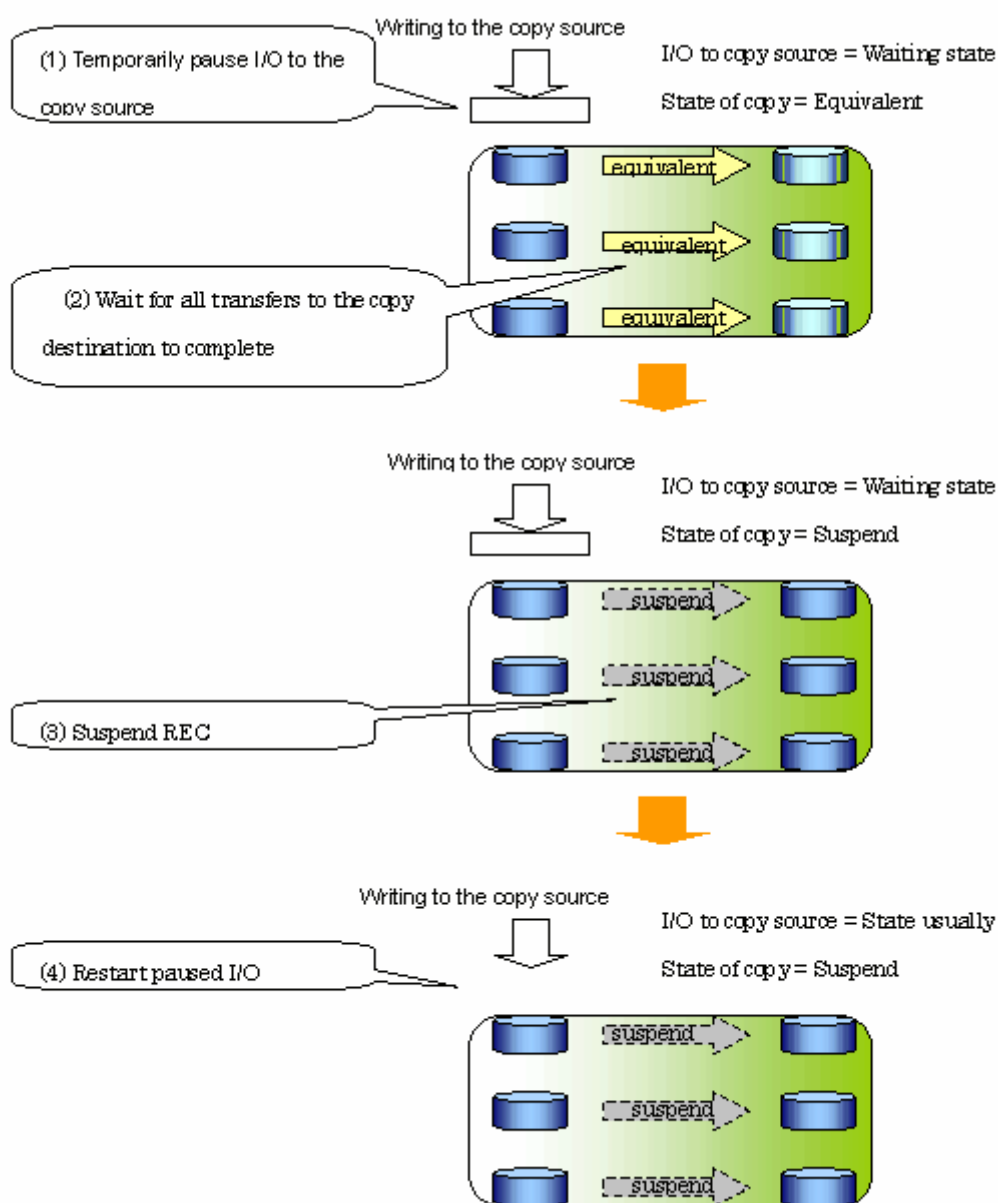 Writing to the copy source
(1) Temporarily pause I/O to the
copy source
I/O to copy source = Waiting state
State of copy = Equivalent
equivalent
equivalent
(2) Wait for all transfers to the copy
destination to complete
equivalent
Writing to the copy source
I/O to copy source = Waiting state
State of copy = Suspend
suspend
suspend
(3) Suspend REC
suspend
Writing to the copy source
I/O to copy source = State usually
State of copy = Suspend
(4) Restart paused I/O
suspend
suspend
suspend